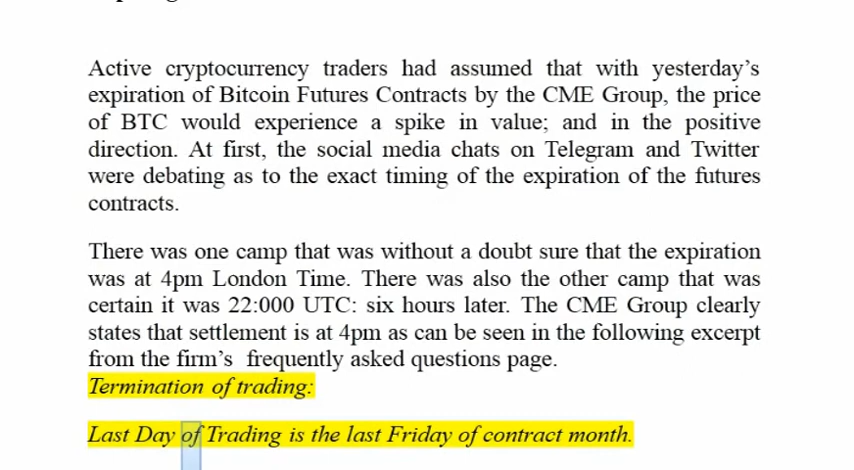 Active cryptocurrency traders had assumed that with yesterday's
expiration of Bitcoin Futures Contracts by the CME Group, the price
of BTC would experience a spike in value; and in the positive
direction. At first, the social media chats on Telegram and Twitter
were debating as to the exact timing of the expiration of the futures
contracts.
There was one camp that was without a doubt sure that the expiration
was at 4pm London Time. There was also the other camp that was
certain it was 22:000 UTC: six hours later. The CME Group clearly
states that settlement is at 4pm as can be seen in the following excerpt
from the firm's frequently asked questions page.
Termination of trading:
Last Day of Trading is the last Friday of contract month.